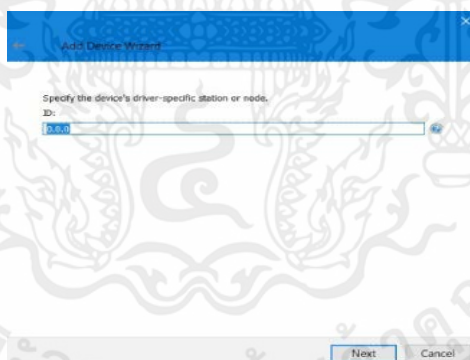 Add Device Wizard
Specify the device's driver-specific station or node.
ID:
0.0.0
Next
Cancel